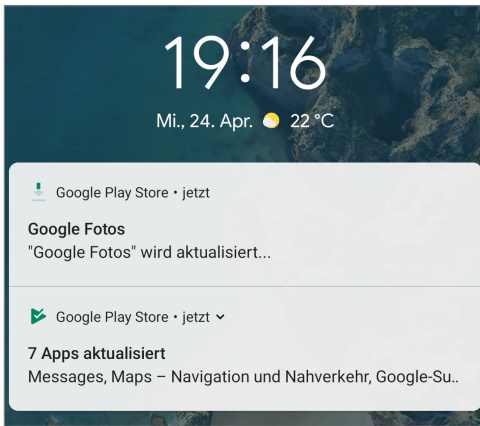 19:16
Mi., 24. Apr. 22 °C
Google Play Store • jetzt
Google Fotos
"Google Fotos" wird aktualisiert...
Google Play Store • jetzt
7 Apps aktualisiert
Messages, Maps – Navigation und Nahverkehr, Google-Su..